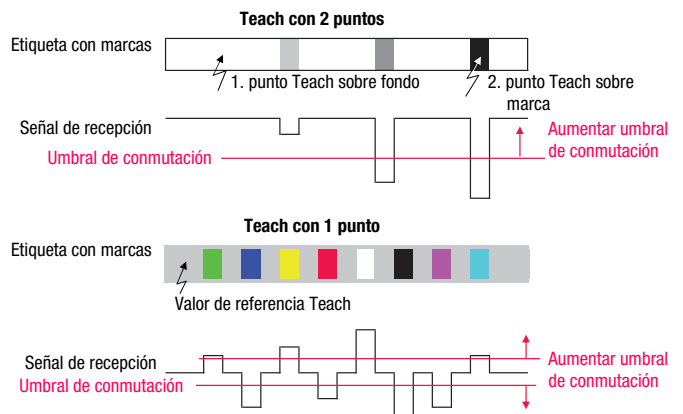 Teach con 2 puntos
Etiqueta con marcas
1. punto Teach sobre fondo
2. punto Teach sobre
marca
Señal de recepción
Umbral de conmutación
Aumentar umbral
de conmutación
Teach con 1 punto
Etiqueta con marcas
Valor de referencia Teach
Señal de recepción
Umbral de conmutación
Aumentar umbral
de conmutación